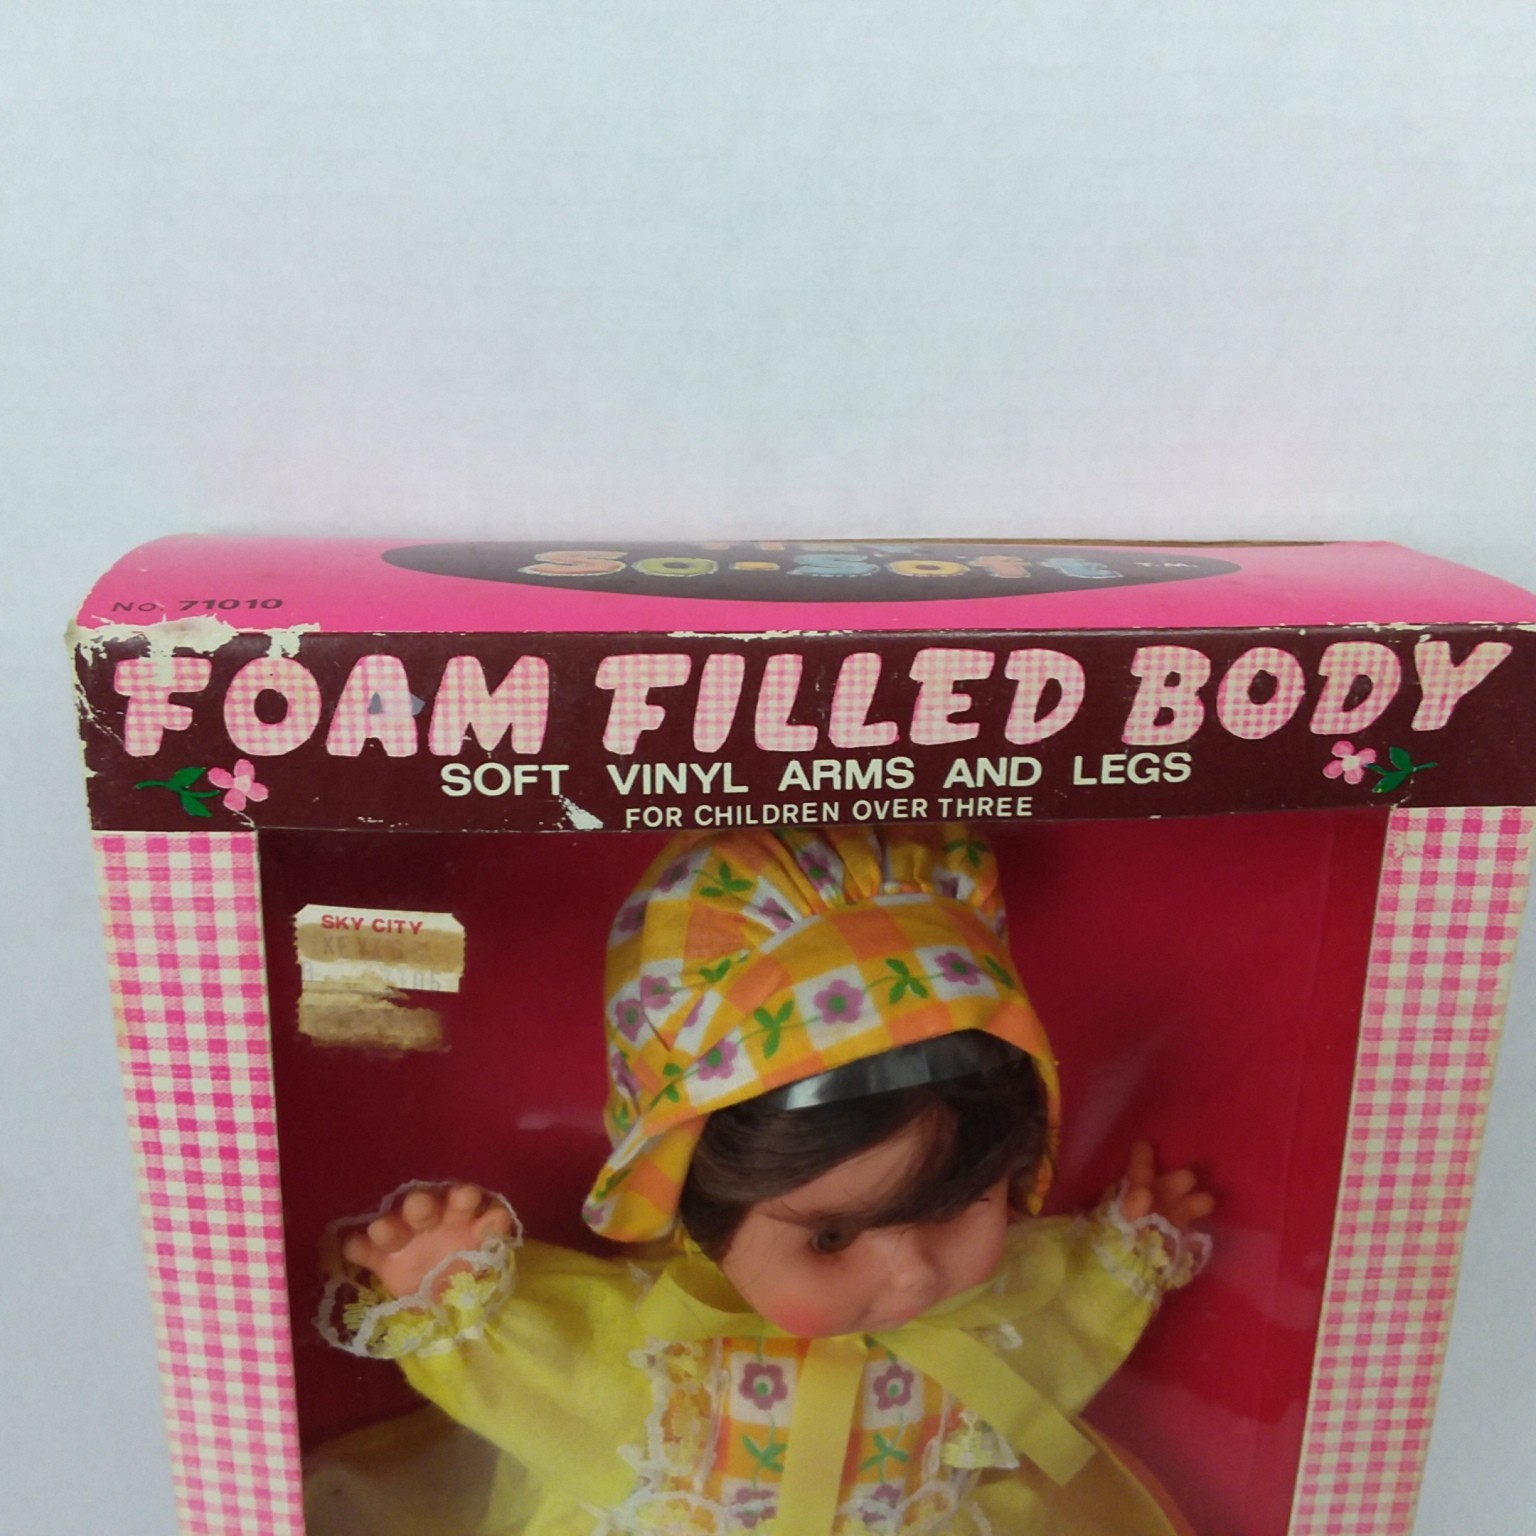 SO-SOFT T.M.
No. 71010
FOAM FILLED BODY
SOFT VINYL ARMS AND LEGS
FOR CHILDREN OVER THREE
SKY CITY